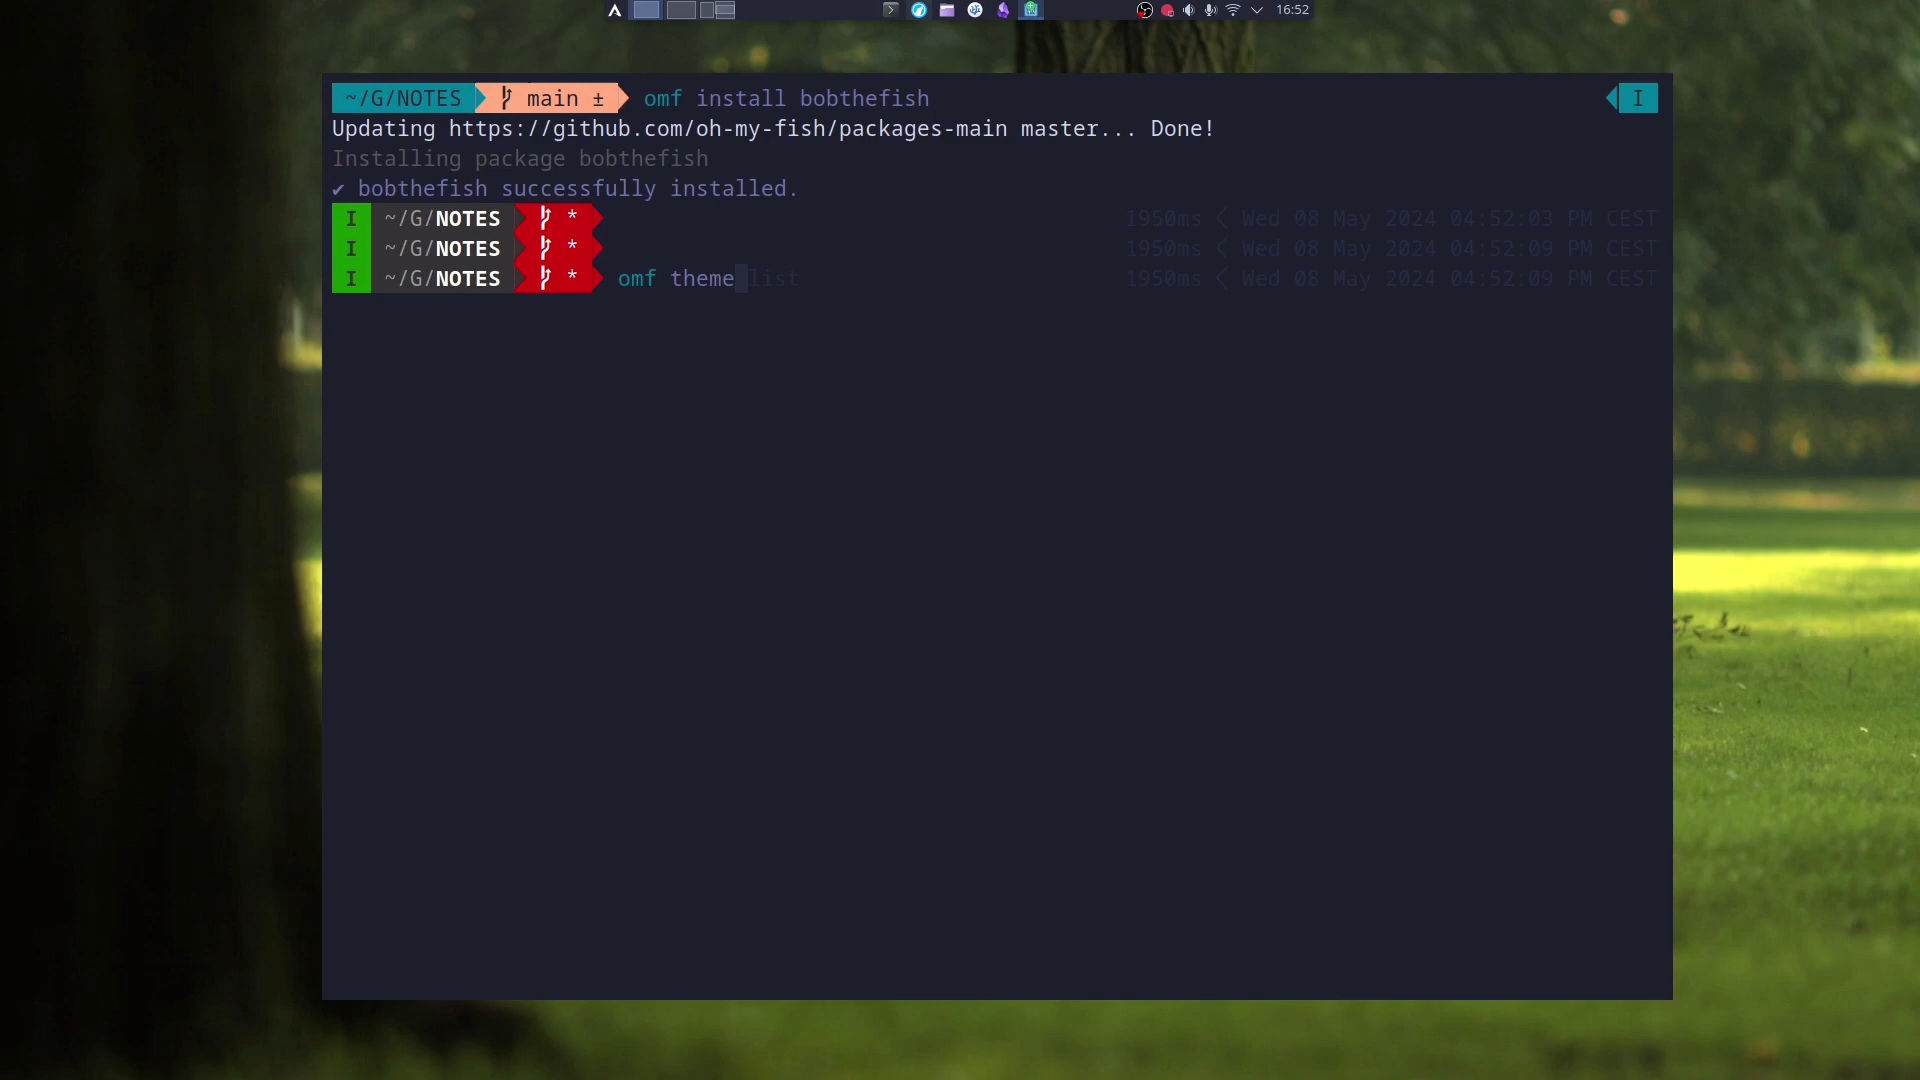 16:52
~/G/NOTES main ± omf install bobthefish I
Updating https://github.com/oh-my-fish/packages-main master... Done!
Installing package bobthefish
✔ bobthefish successfully installed.
I ~/G/NOTES * 1950ms < Wed 08 May 2024 04:52:03 PM CEST
I ~/G/NOTES * 1950ms < Wed 08 May 2024 04:52:09 PM CEST
I ~/G/NOTES * omf theme list 1950ms < Wed 08 May 2024 04:52:09 PM CEST